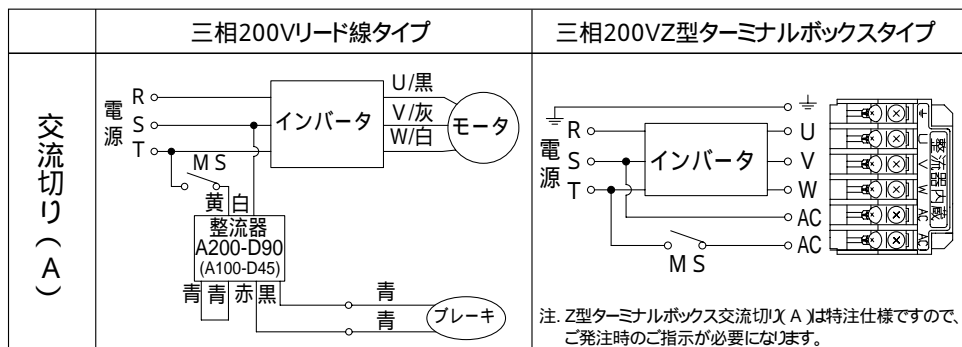 三相200Vリード線タイプ
三相200VZ型ターミナルボックスタイプ
交流切り(A)
電源
R
S
T
インバータ
U/黒
V/灰
W/白
モータ
MS
黄 白
整流器
A200-D90
(A100-D45)
青 青 赤 黒
青
青
ブレーキ
電源
R
S
T
インバータ
U
V
W
AC
AC
MS
U
V
W
AC
AC
整流器内蔵
注. Z型ターミナルボックス交流切り(A)は特注仕様ですので、
ご発注時のご指示が必要になります。